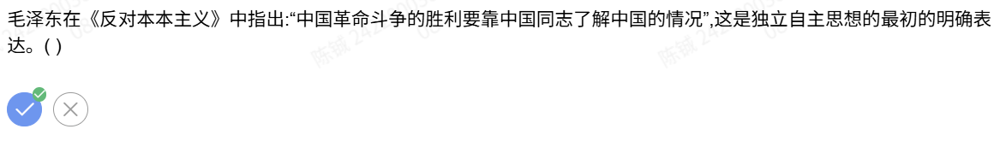 毛泽东在《反对本本主义》中指出:“中国革命斗争的胜利要靠中国同志了解中国的情况”,这是独立自主思想的最初的明确表
达。( )